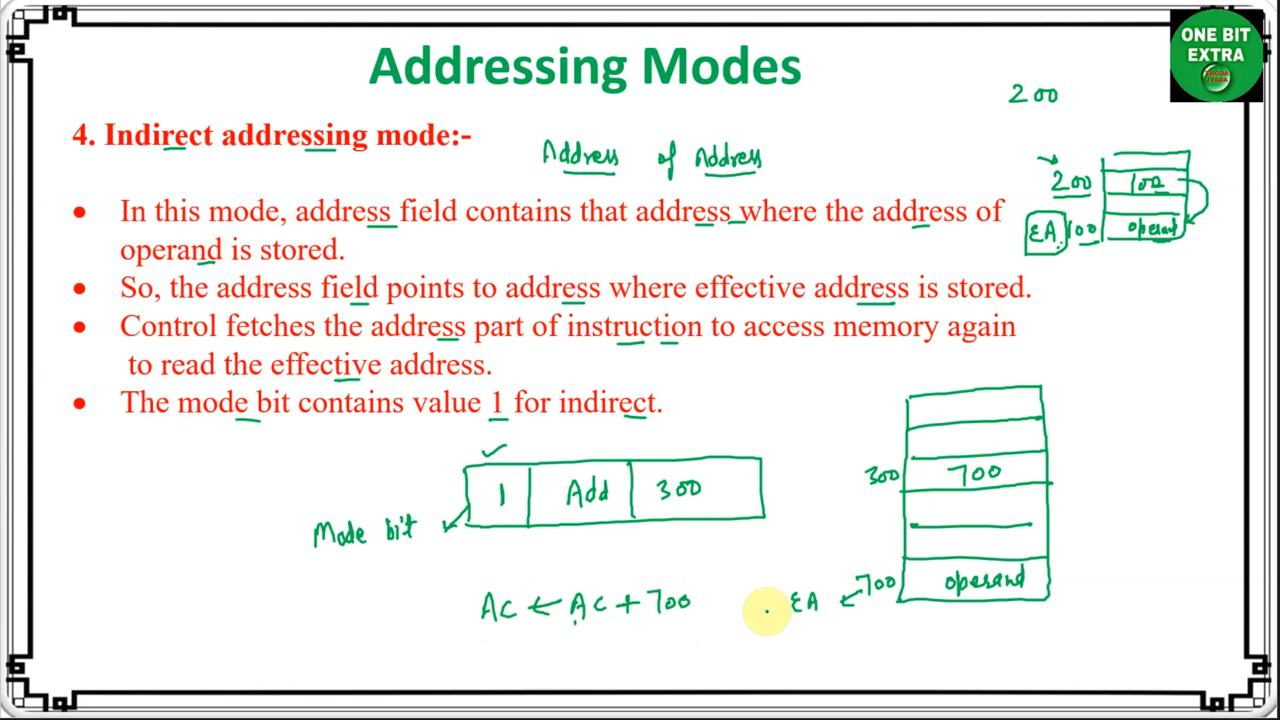 Addressing Modes
ONE BIT
EXTRA
THODA
JYADA
200
4. Indirect addressing mode:-
Address of Address
200 100
EA 100 operand
• In this mode, address field contains that address where the address of
operand is stored.
• So, the address field points to address where effective address is stored.
• Control fetches the address part of instruction to access memory again
to read the effective address.
• The mode bit contains value 1 for indirect.
1 Add 300
Mode bit
300 700
700 operand
AC ← AC + 700
EA